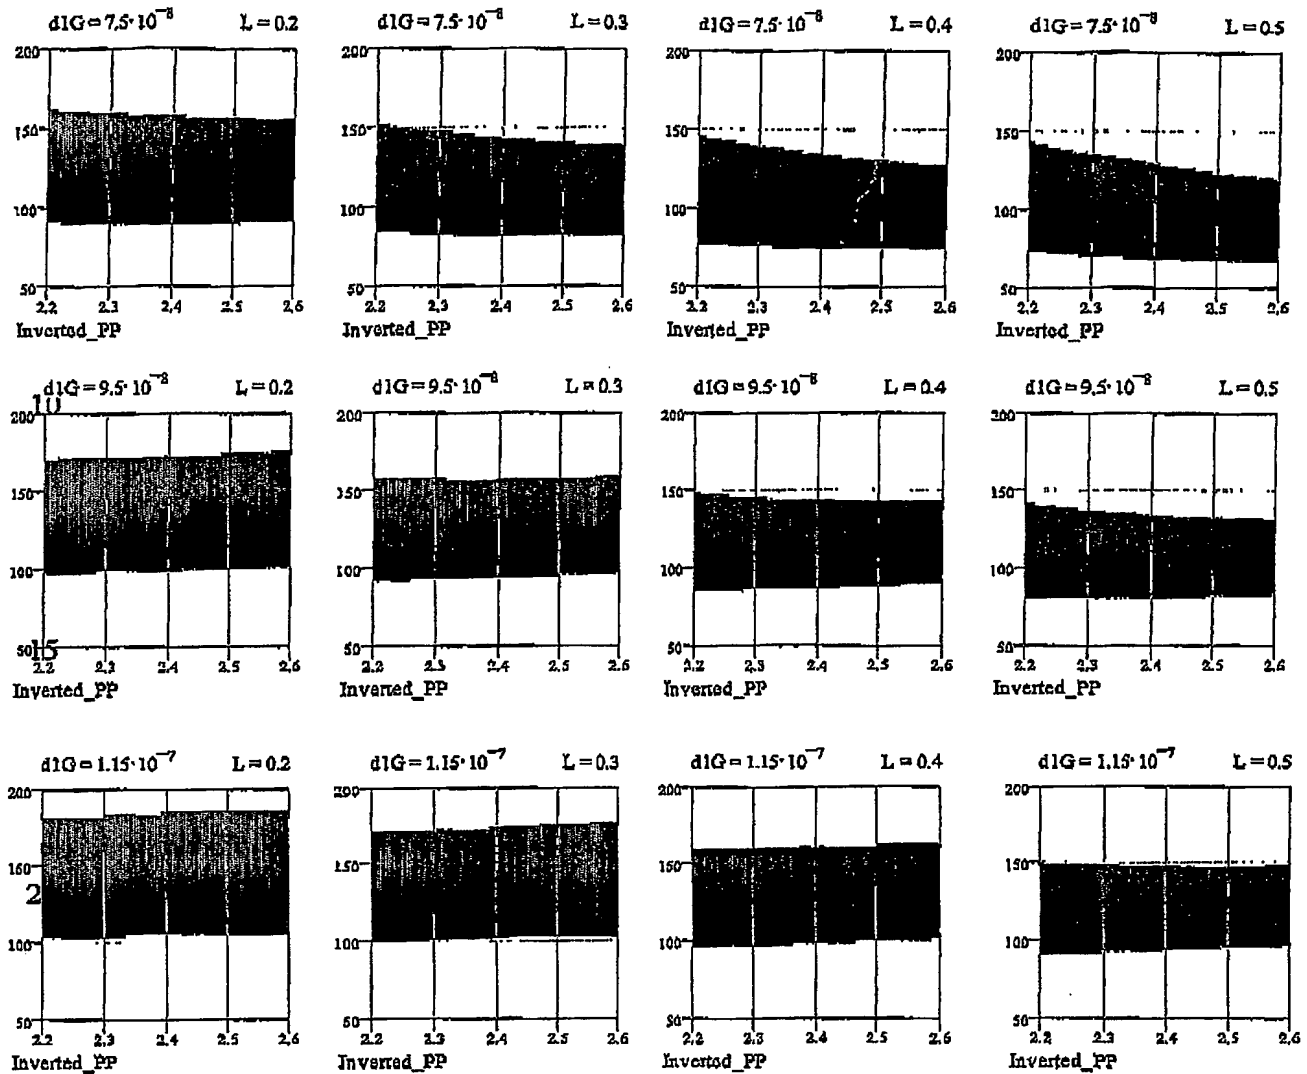 d1G = 7.5·10⁻⁸ L = 0.2 d1G = 7.5·10⁻⁸ L = 0.3 d1G = 7.5·10⁻⁸ L = 0.4 d1G = 7.5·10⁻⁸ L = 0.5
200 200 200 200
150 150 150 150
100 100 100 100
50 50 50 50
2.2 2.3 2.4 2.5 2.6 2.2 2.3 2.4 2.5 2.6 2.2 2.3 2.4 2.5 2.6 2.2 2.3 2.4 2.5 2.6
Inverted_PP Inverted_PP Inverted_PP Inverted_PP
d1G = 9.5·10⁻⁸ L = 0.2 d1G = 9.5·10⁻⁸ L = 0.3 d1G = 9.5·10⁻⁸ L = 0.4 d1G = 9.5·10⁻⁸ L = 0.5
10
200 200 200 200
150 150 150 150
100 100 100 100
50 50 50 50
15
2.2 2.3 2.4 2.5 2.6 2.2 2.3 2.4 2.5 2.6 2.2 2.3 2.4 2.5 2.6 2.2 2.3 2.4 2.5 2.6
Inverted_PP Inverted_PP Inverted_PP Inverted_PP
d1G = 1.15·10⁻⁷ L = 0.2 d1G = 1.15·10⁻⁷ L = 0.3 d1G = 1.15·10⁻⁷ L = 0.4 d1G = 1.15·10⁻⁷ L = 0.5
200 200 200 200
150 150 150 150
2
100 100 100 100
50 50 50 50
2.2 2.3 2.4 2.5 2.6 2.2 2.3 2.4 2.5 2.6 2.2 2.3 2.4 2.5 2.6 2.2 2.3 2.4 2.5 2.6
Inverted_PP Inverted_PP Inverted_PP Inverted_PP